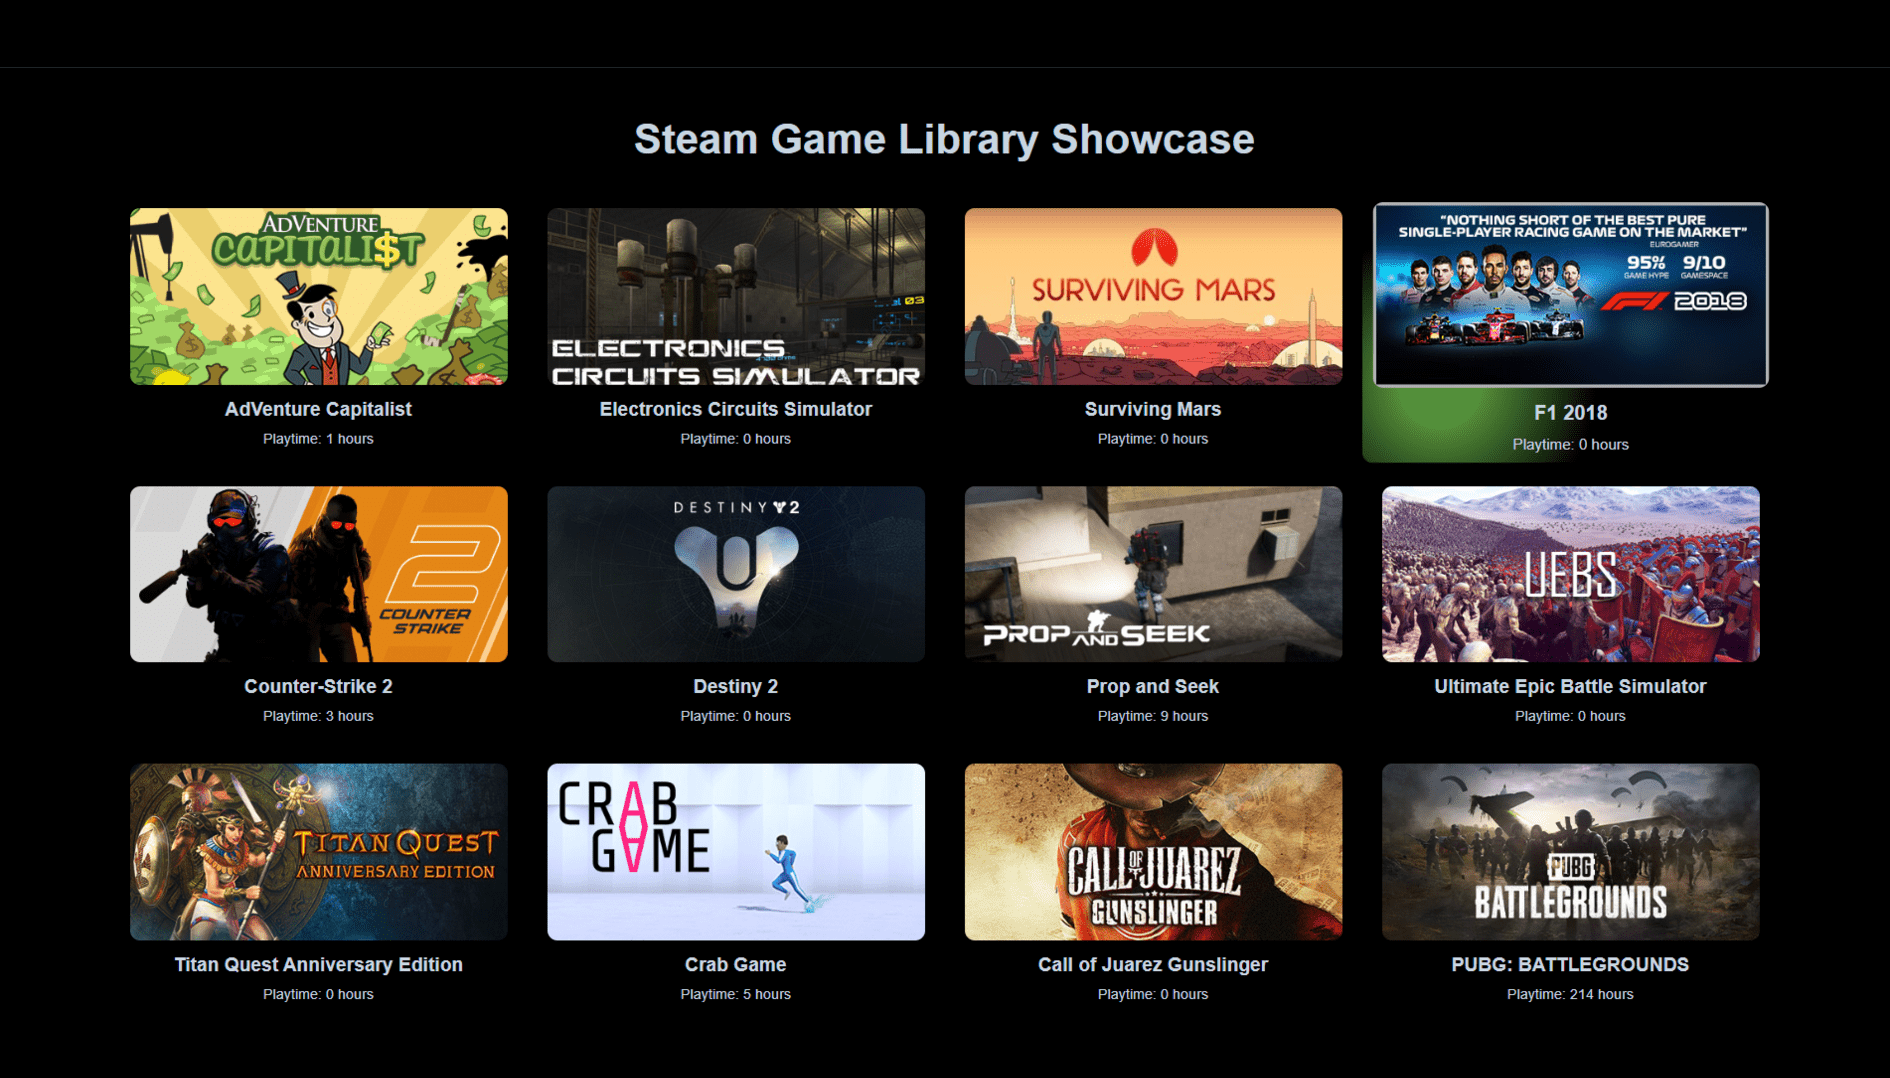 Steam Game Library Showcase
ADVENTURE
CAPITALI$T
AdVenture Capitalist
Playtime: 1 hours
ELECTRONICS
CIRCUITS SIMULATOR
Electronics Circuits Simulator
Playtime: 0 hours
SURVIVING MARS
Surviving Mars
Playtime: 0 hours
"NOTHING SHORT OF THE BEST PURE
SINGLE-PLAYER RACING GAME ON THE MARKET"
EUROGAMER
95% 9/10
GAME HYPE GAMESPACE
F1 2018
F1 2018
Playtime: 0 hours
2
COUNTER
STRIKE
Counter-Strike 2
Playtime: 3 hours
DESTINY 2
Destiny 2
Playtime: 0 hours
PROP AND SEEK
Prop and Seek
Playtime: 9 hours
UEBS
Ultimate Epic Battle Simulator
Playtime: 0 hours
TITAN QUEST
ANNIVERSARY EDITION
Titan Quest Anniversary Edition
Playtime: 0 hours
CRAB
GAME
Crab Game
Playtime: 5 hours
CALL OF JUAREZ
GUNSLINGER
Call of Juarez Gunslinger
Playtime: 0 hours
PUBG
BATTLEGROUNDS
PUBG: BATTLEGROUNDS
Playtime: 214 hours